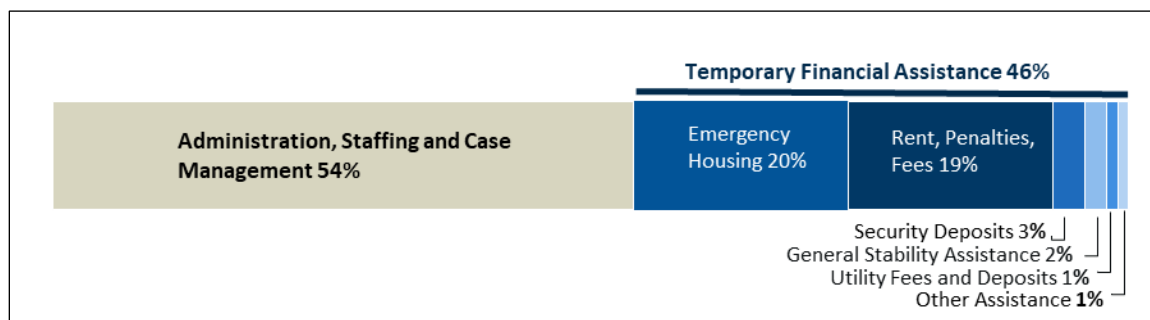 Temporary Financial Assistance 46%
Administration, Staffing and Case
Management 54%
Emergency
Housing 20%
Rent, Penalties,
Fees 19%
Security Deposits 3%
General Stability Assistance 2%
Utility Fees and Deposits 1%
Other Assistance 1%